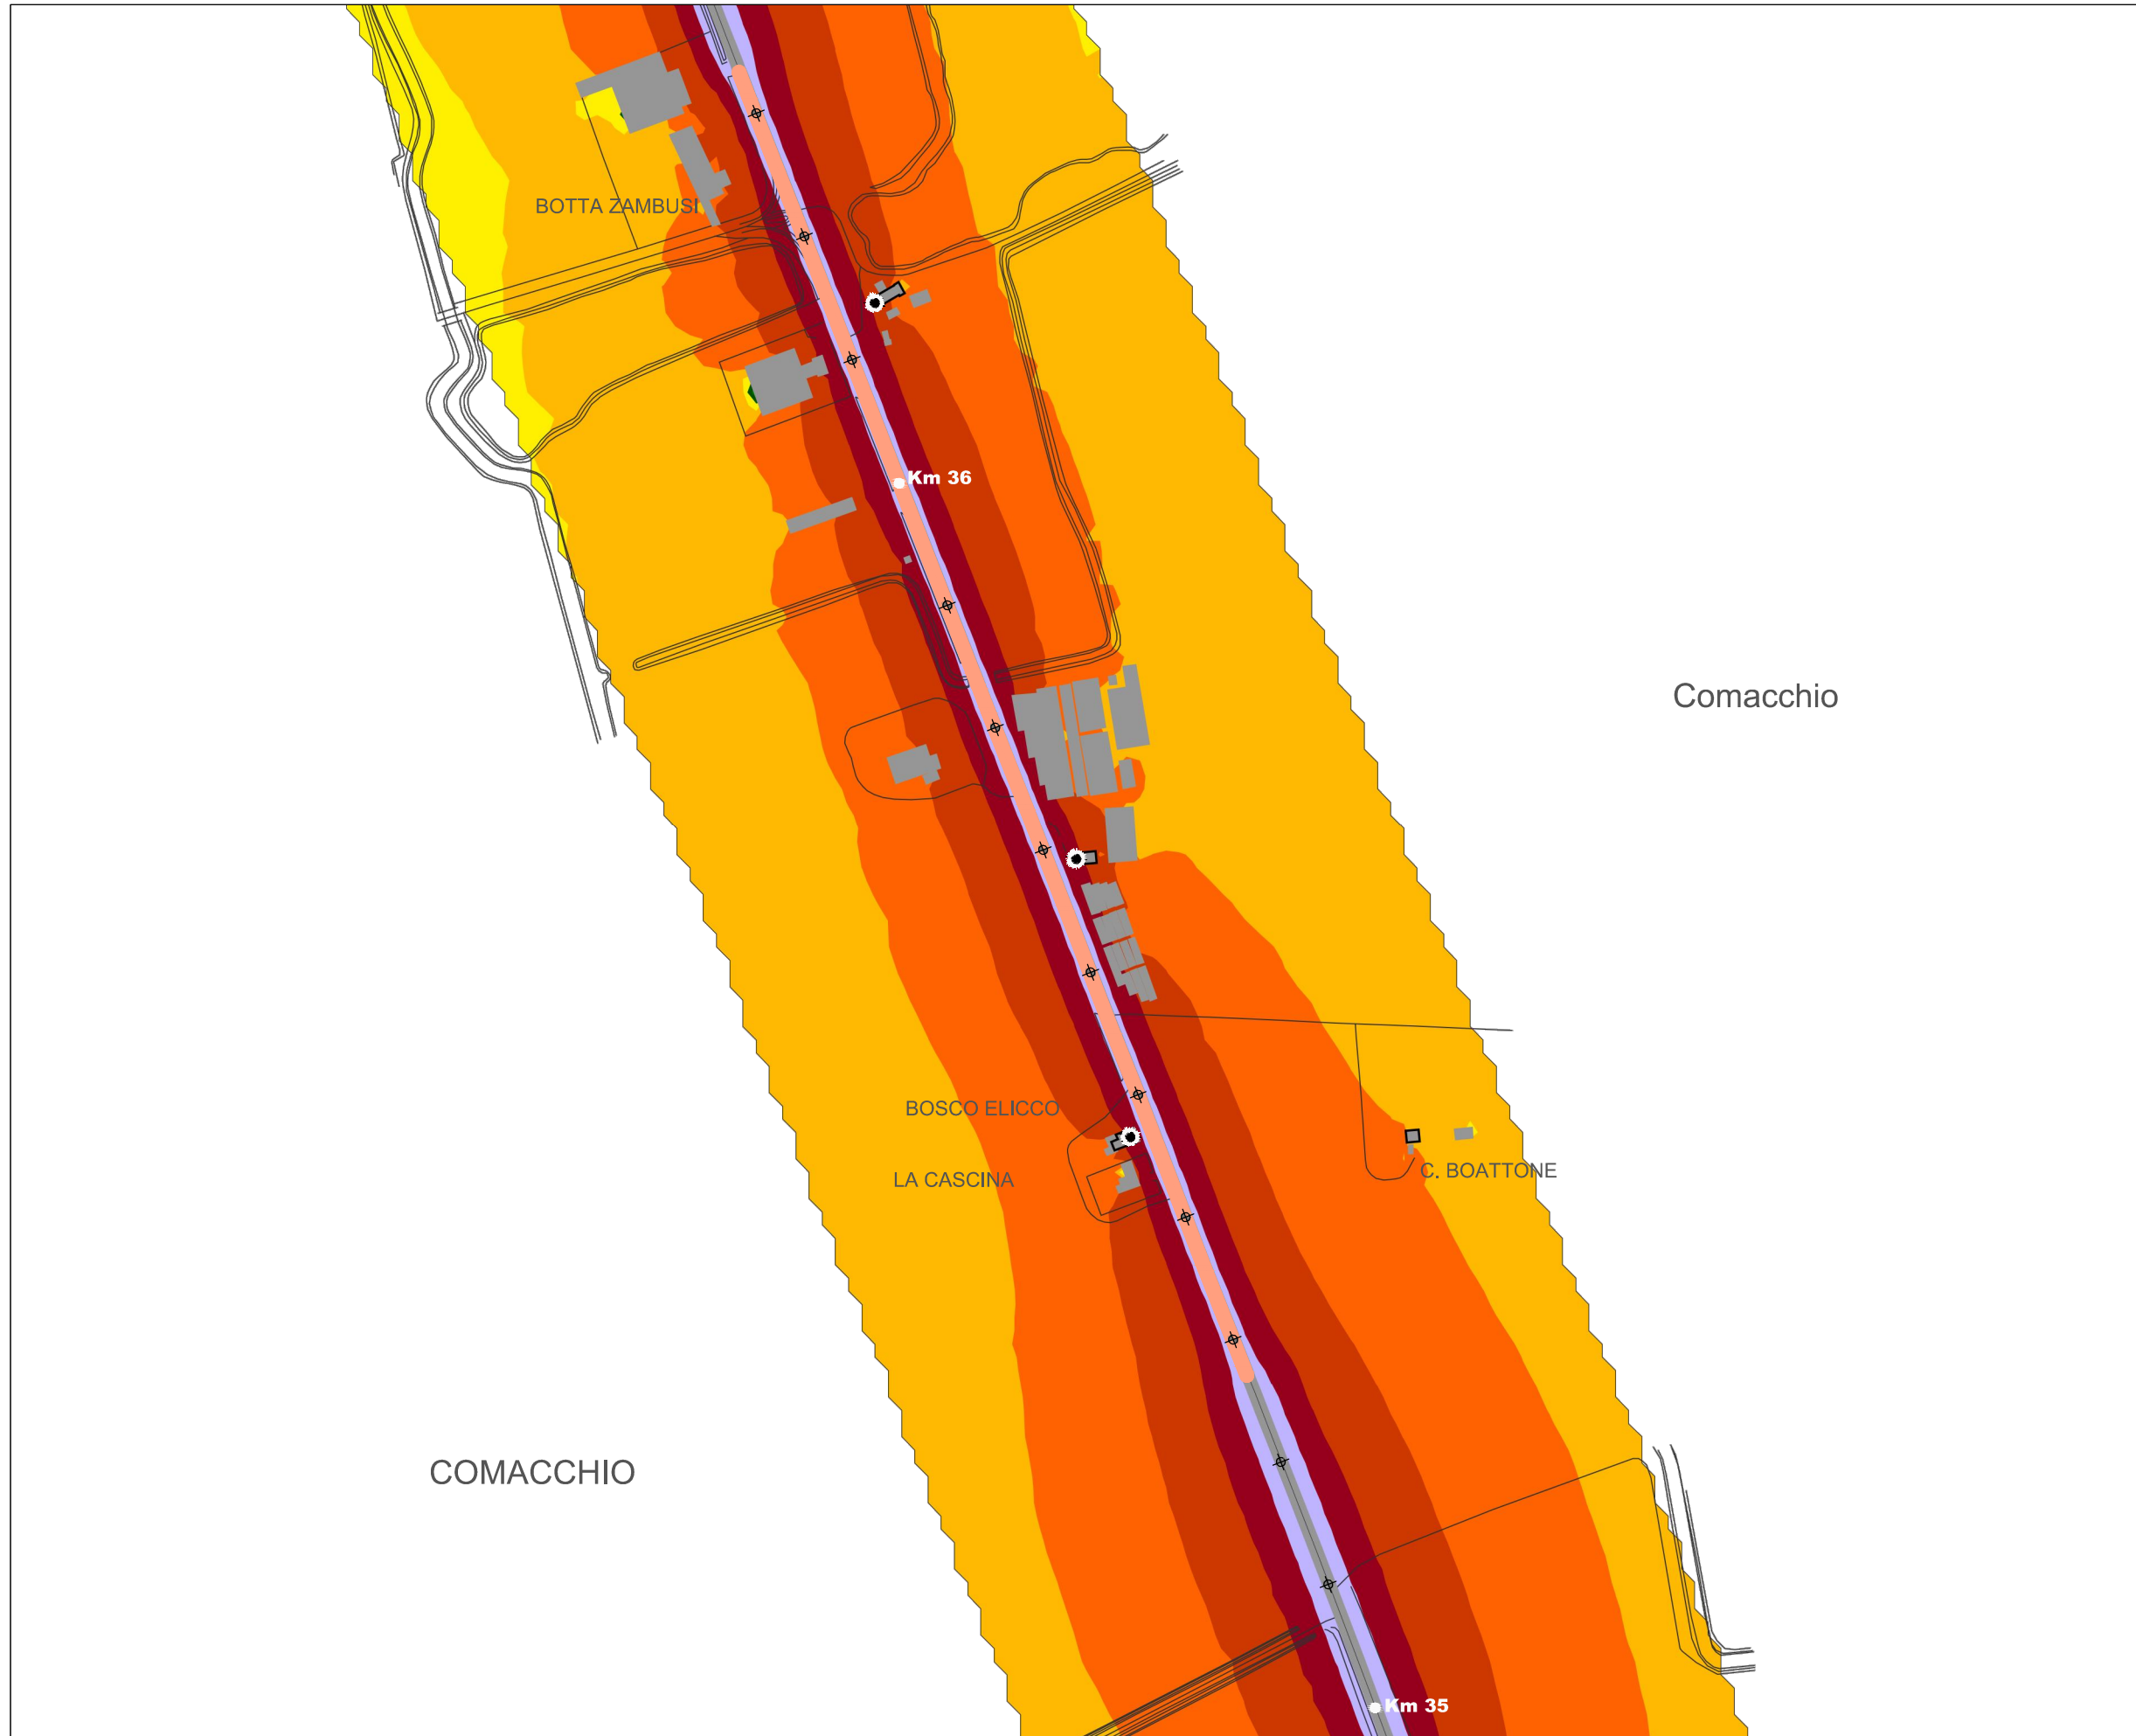 BOTTA ZAMBUSI
Km 36
Comacchio
BOSCO ELICCO
LA CASCINA
C. BOATTONE
COMACCHIO
Km 35